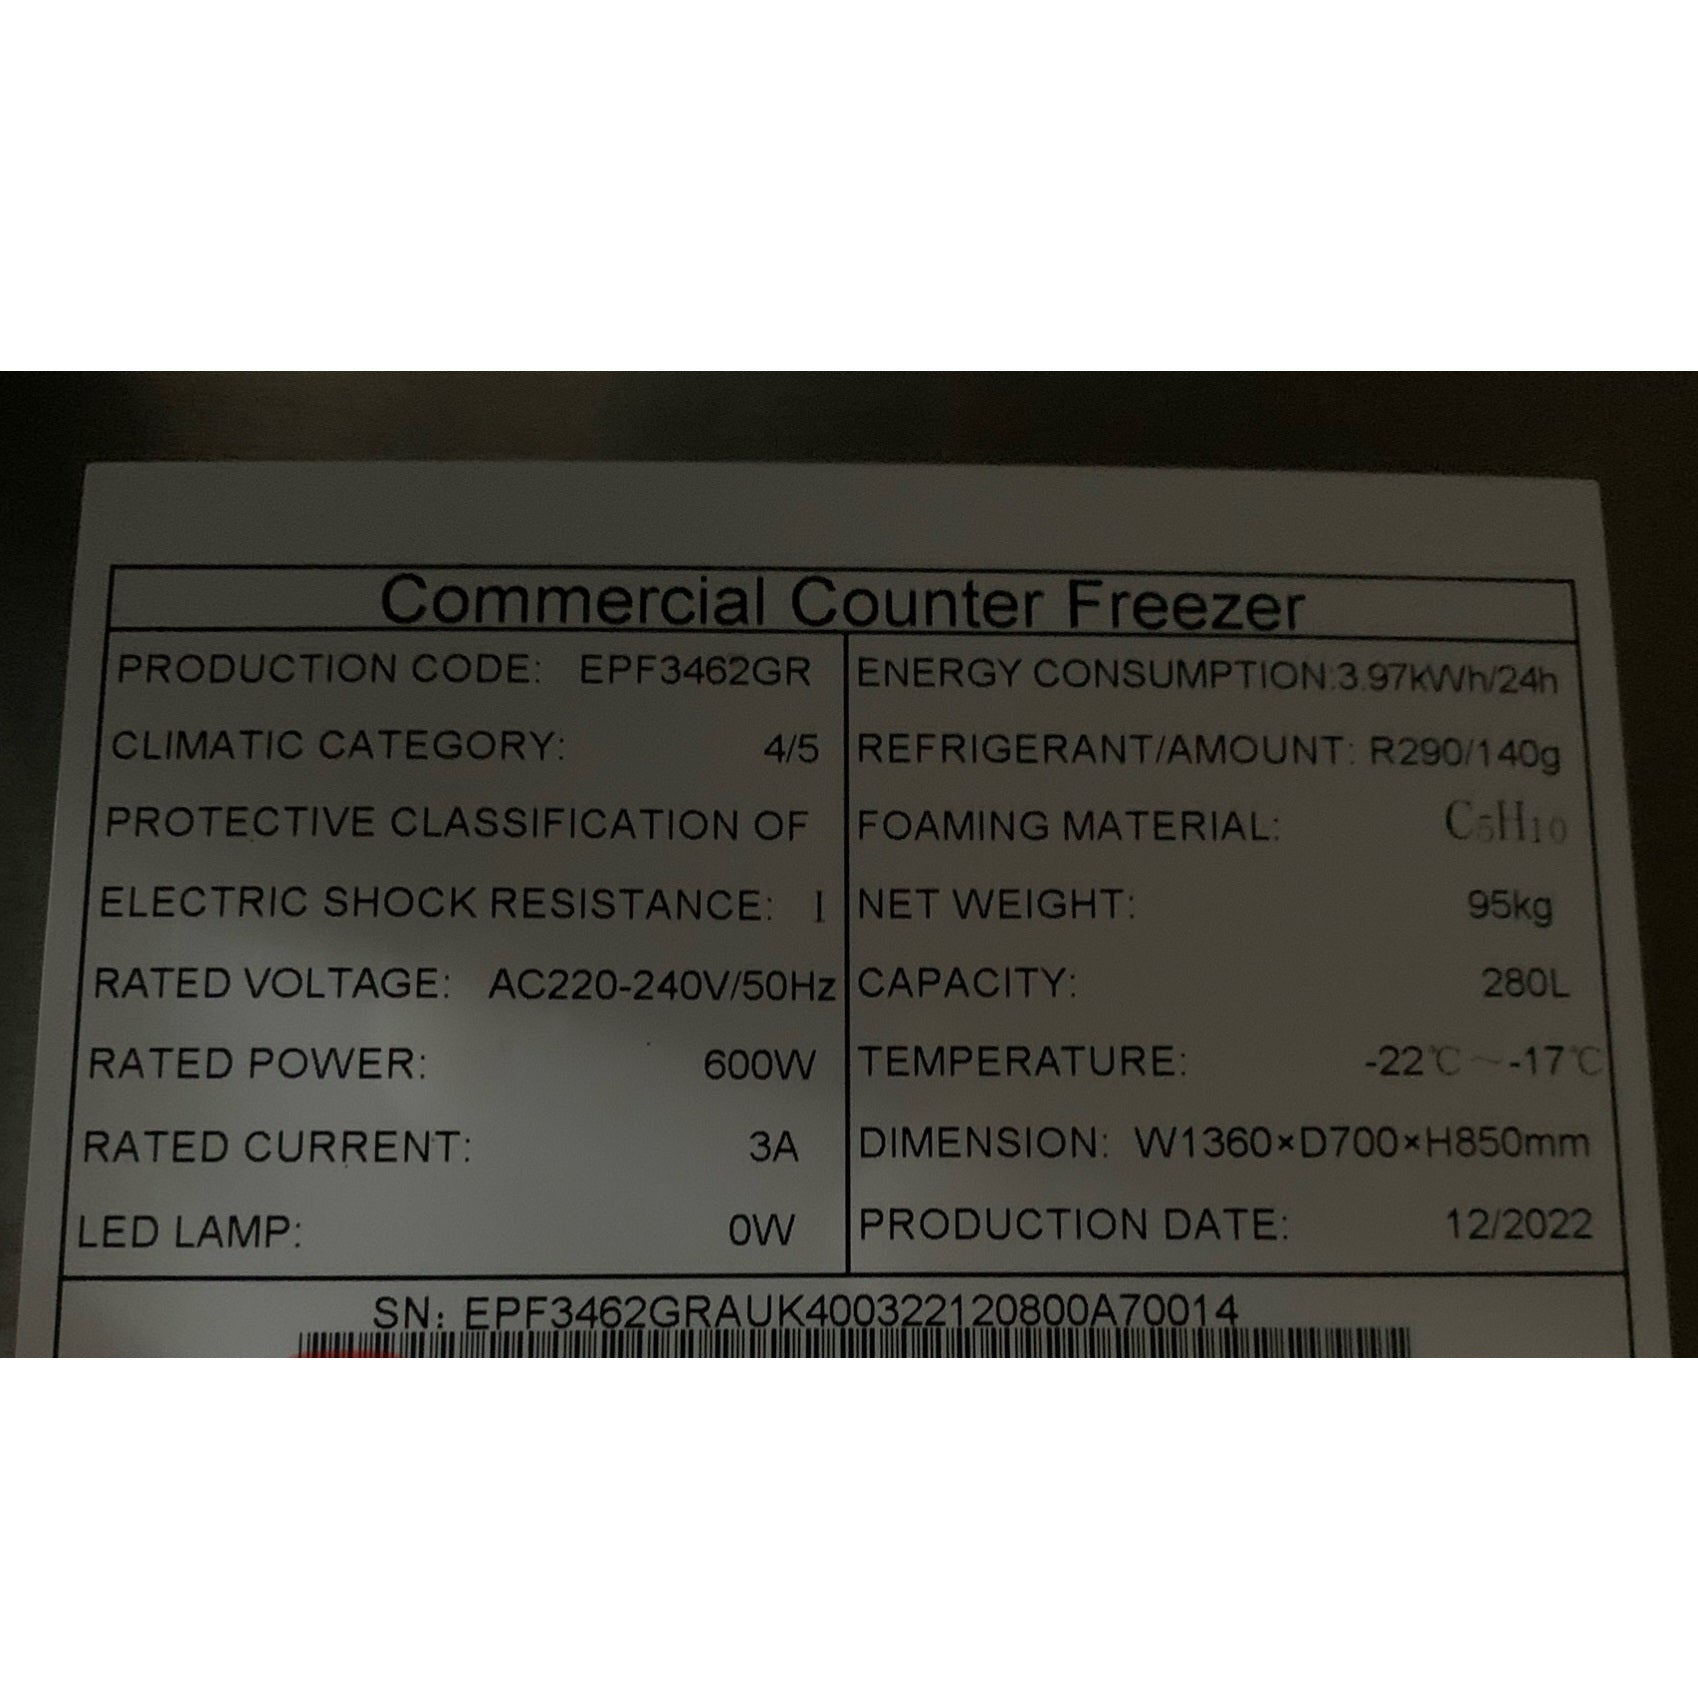 Commercial Counter Freezer
PRODUCTION CODE: EPF3462GR
CLIMATIC CATEGORY: 4/5
PROTECTIVE CLASSIFICATION OF
ELECTRIC SHOCK RESISTANCE: I
RATED VOLTAGE: AC220-240V/50Hz
RATED POWER: 600W
RATED CURRENT: 3A
LED LAMP: 0W
ENERGY CONSUMPTION:3.97kWh/24h
REFRIGERANT/AMOUNT: R290/140g
FOAMING MATERIAL: C₅H₁₀
NET WEIGHT: 95kg
CAPACITY: 280L
TEMPERATURE: -22℃～-17℃
DIMENSION: W1360×D700×H850mm
PRODUCTION DATE: 12/2022
SN: EPF3462GRAUK400322120800A70014